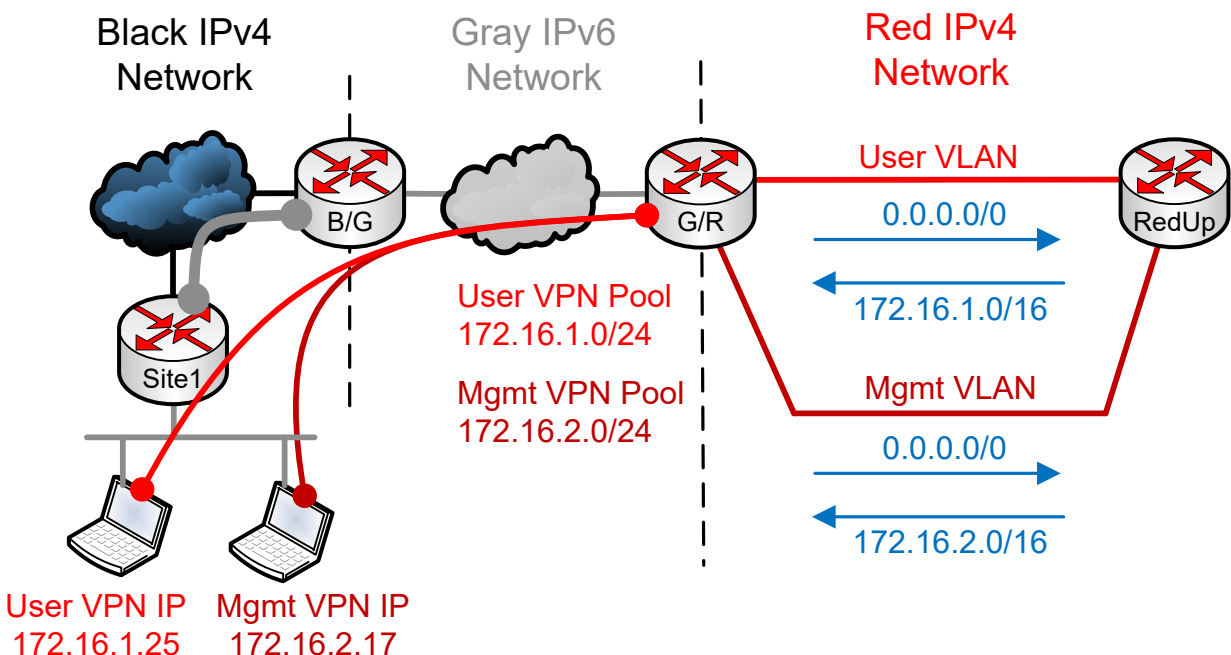 Black IPv4
Network
Gray IPv6
Network
Red IPv4
Network
User VLAN
B/G
G/R
RedUp
0.0.0.0/0
172.16.1.0/16
User VPN Pool
172.16.1.0/24
Site1
Mgmt VPN Pool
172.16.2.0/24
Mgmt VLAN
0.0.0.0/0
172.16.2.0/16
User VPN IP
172.16.1.25
Mgmt VPN IP
172.16.2.17